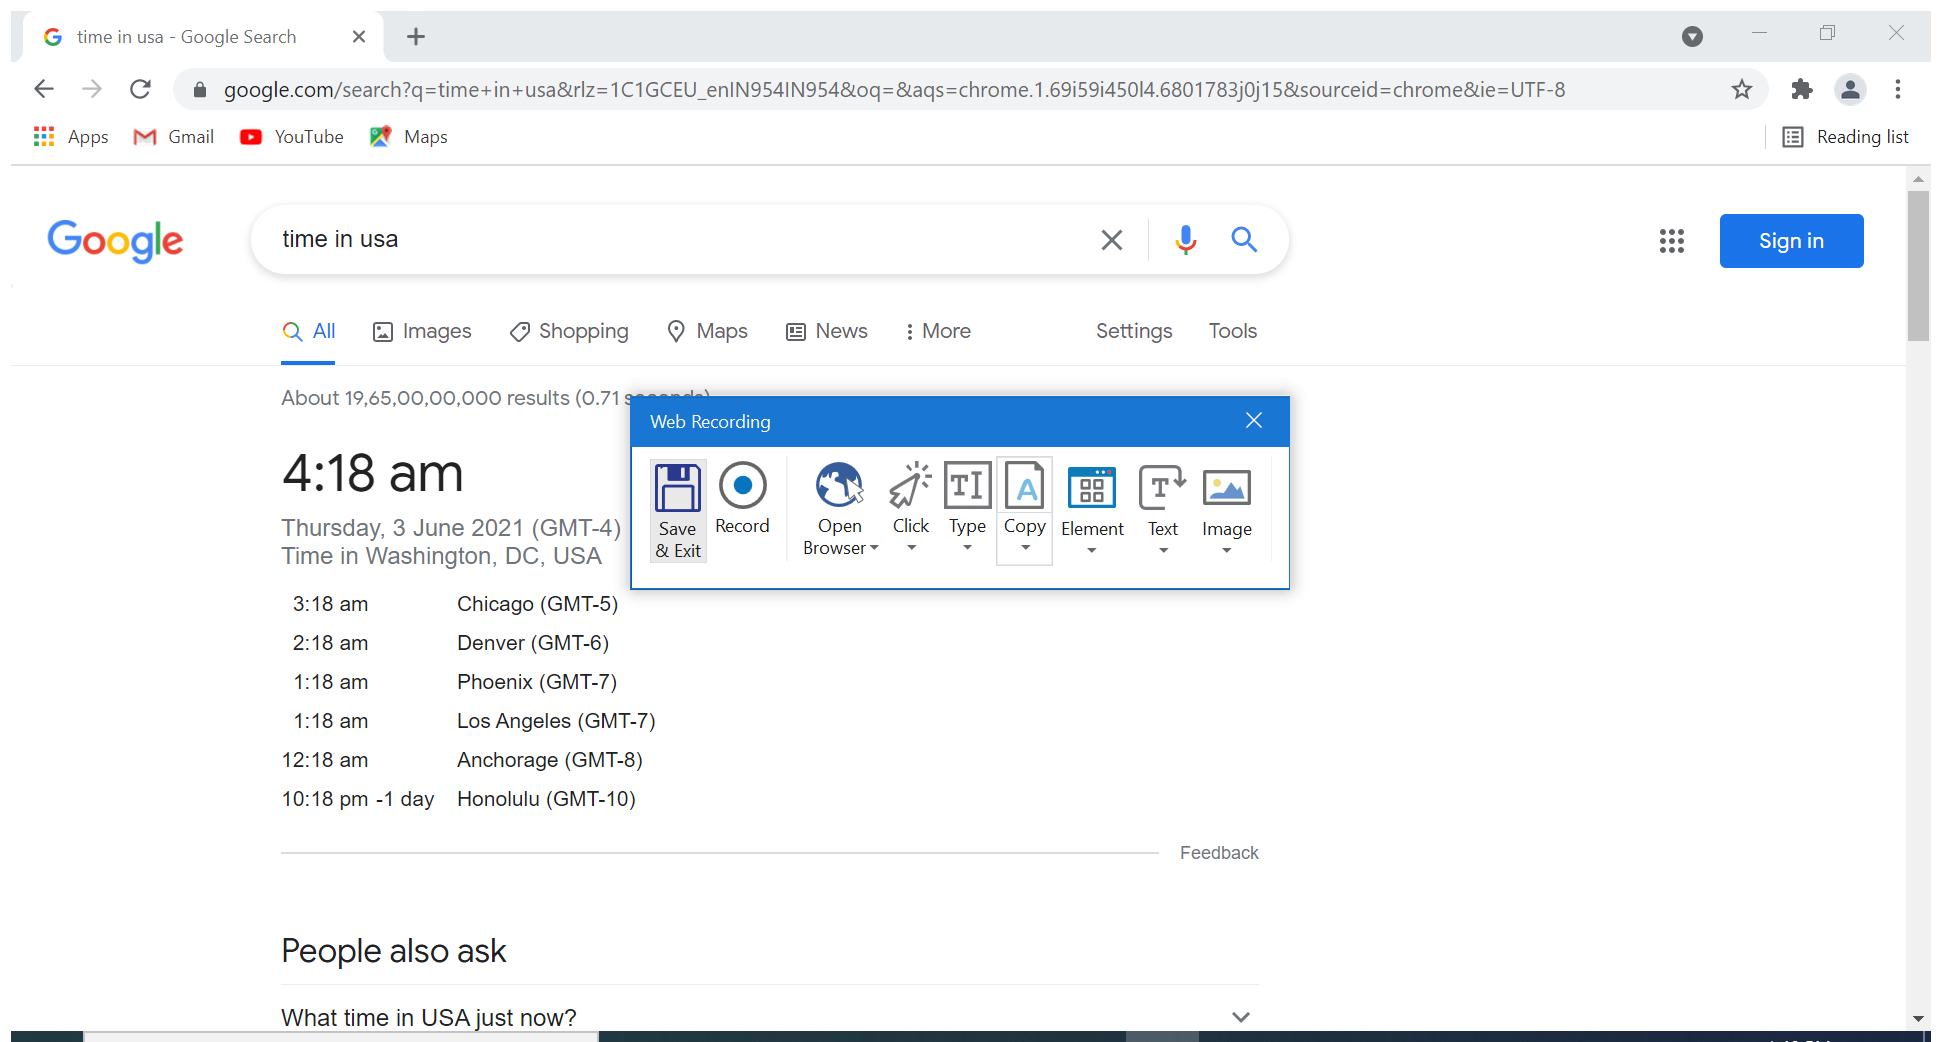 time in usa - Google Search
google.com/search?q=time+in+usa&rlz=1C1GCEU_enIN954IN954&oq=&aqs=chrome.1.69i59i450l4.6801783j0j15&sourceid=chrome&ie=UTF-8
Apps Gmail YouTube Maps Reading list
Google time in usa Sign in
All Images Shopping Maps News More Settings Tools
About 19,65,00,00,000 results (0.71 seconds)
Web Recording
Save & Exit Record Open Browser Click Type Copy Element Text Image
4:18 am
Thursday, 3 June 2021 (GMT-4)
Time in Washington, DC, USA
3:18 am Chicago (GMT-5)
2:18 am Denver (GMT-6)
1:18 am Phoenix (GMT-7)
1:18 am Los Angeles (GMT-7)
12:18 am Anchorage (GMT-8)
10:18 pm -1 day Honolulu (GMT-10)
Feedback
People also ask
What time in USA just now?